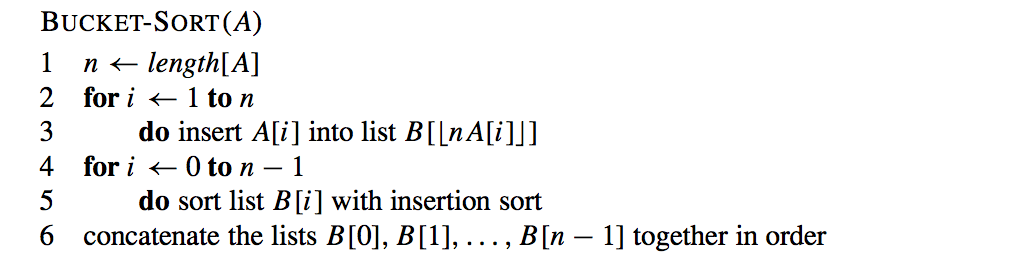 BUCKET-SORT(A)
1 n ← length[A]
2 for i ← 1 to n
3 do insert A[i] into list B[⌊nA[i]⌋]
4 for i ← 0 to n − 1
5 do sort list B[i] with insertion sort
6 concatenate the lists B[0], B[1], . . . , B[n − 1] together in order